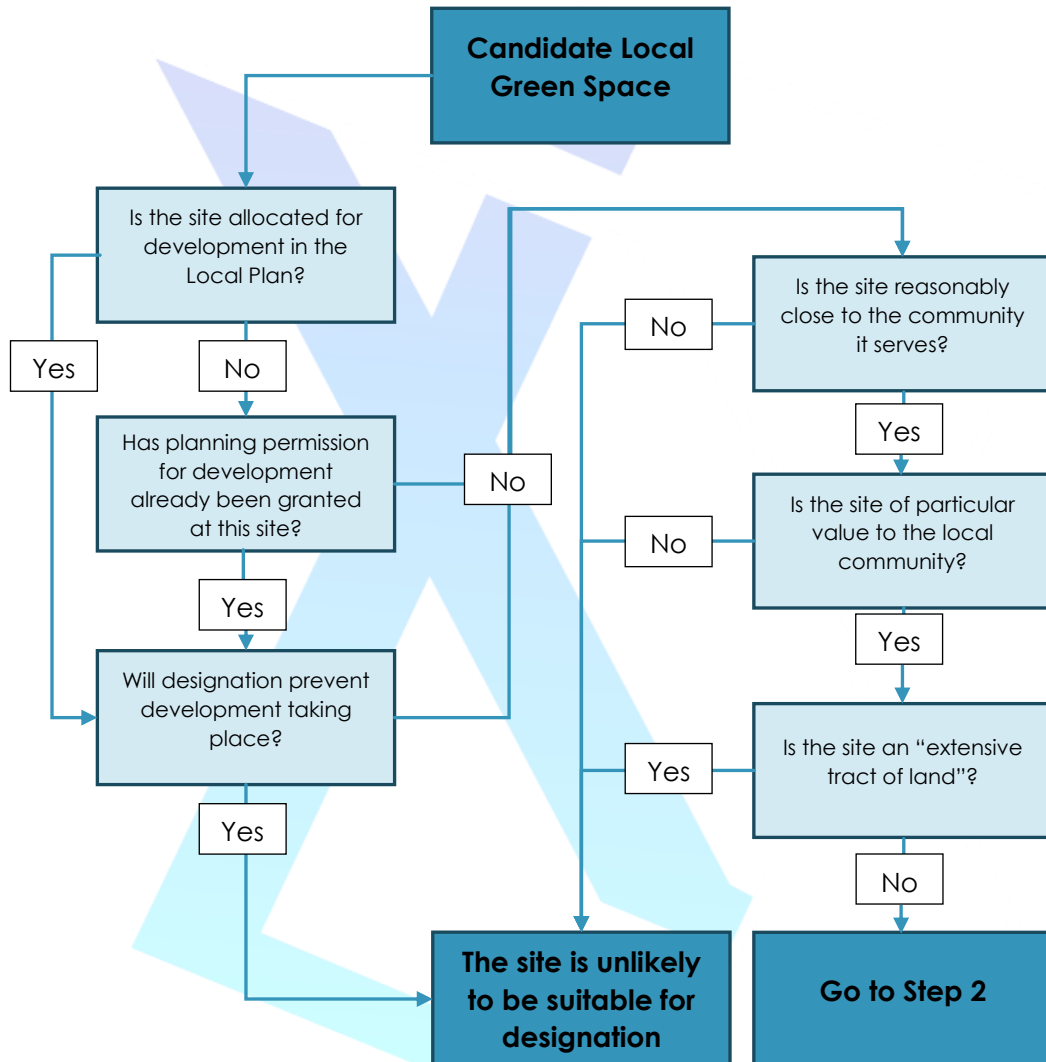 Candidate Local
Green Space
Is the site allocated for
development in the
Local Plan?
Yes
No
Has planning permission
for development
already been granted
at this site?
No
Yes
Will designation prevent
development taking
place?
Yes
Is the site reasonably
close to the community
it serves?
No
Yes
Is the site of particular
value to the local
community?
No
Yes
Is the site an “extensive
tract of land”?
Yes
No
The site is unlikely
to be suitable for
designation
Go to Step 2